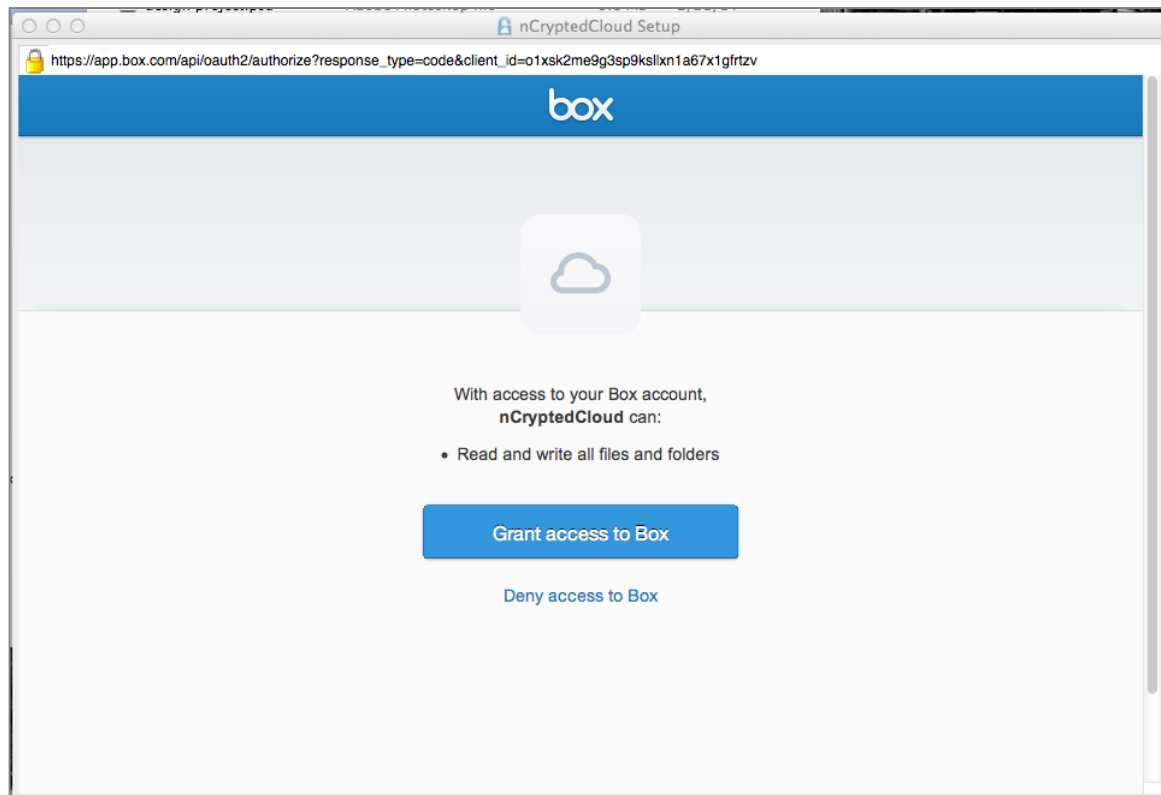 nCryptedCloud Setup
https://app.box.com/api/oauth2/authorize?response_type=code&client_id=o1xsk2me9g3sp9ksllxn1a67x1gfrtzv
box
With access to your Box account,
nCryptedCloud can:
• Read and write all files and folders
Grant access to Box
Deny access to Box